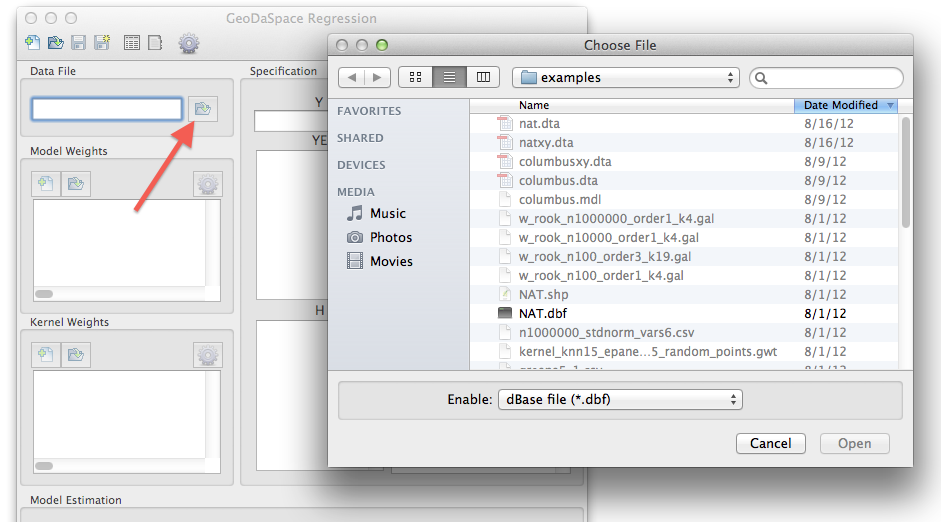 GeoDaSpace Regression
Data File
Specification
Y
YE
Model Weights
H
Kernel Weights
Model Estimation
Choose File
examples
FAVORITES
SHARED
DEVICES
MEDIA
Music
Photos
Movies
Name Date Modified
nat.dta 8/16/12
natxy.dta 8/16/12
columbusxy.dta 8/9/12
columbus.dta 8/9/12
columbus.mdl 8/9/12
w_rook_n1000000_order1_k4.gal 8/1/12
w_rook_n10000_order1_k4.gal 8/1/12
w_rook_n100_order3_k19.gal 8/1/12
w_rook_n100_order1_k4.gal 8/1/12
NAT.shp 8/1/12
NAT.dbf 8/1/12
n1000000_stdnorm_vars6.csv 8/1/12
kernel_knn15_epane...5_random_points.gwt 8/1/12
Enable: dBase file (*.dbf)
Cancel Open